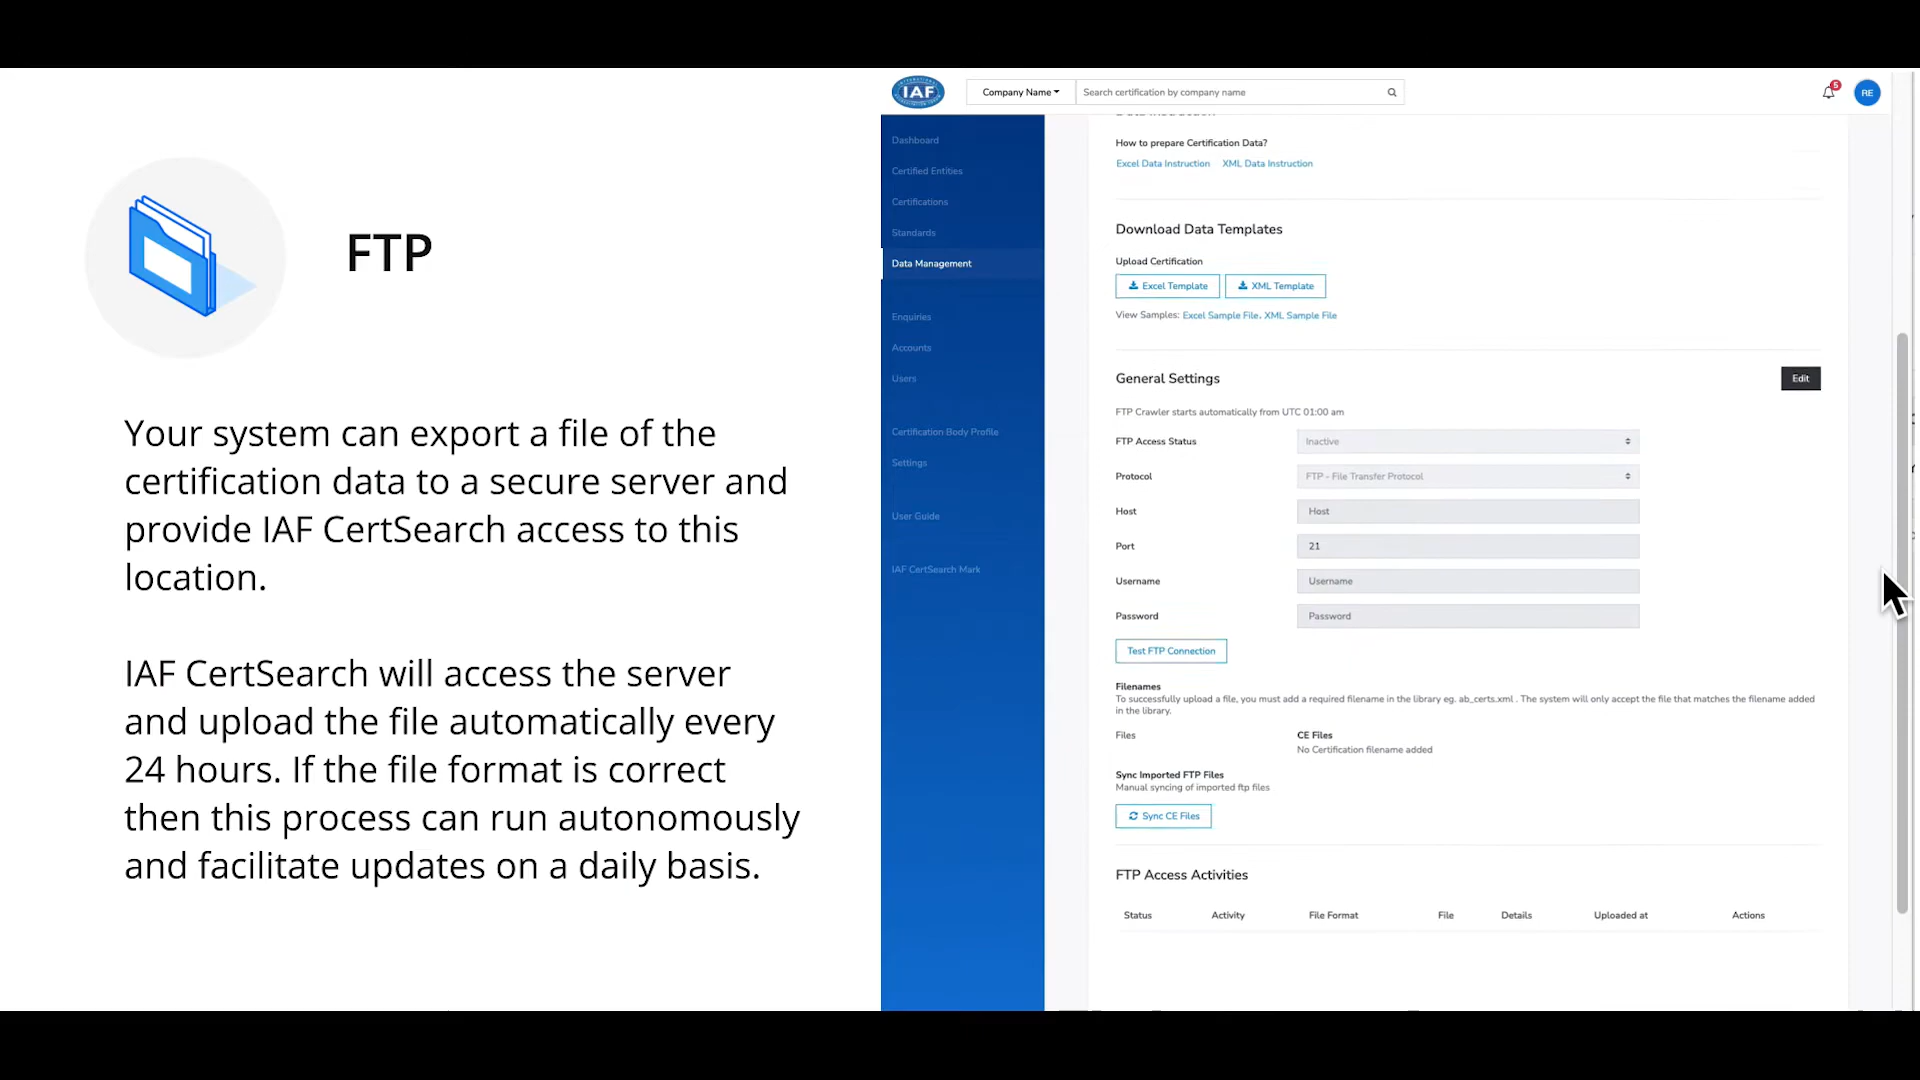 FTP
Your system can export a file of the
certification data to a secure server and
provide IAF CertSearch access to this
location.
IAF CertSearch will access the server
and upload the file automatically every
24 hours. If the file format is correct
then this process can run autonomously
and facilitate updates on a daily basis.
IAF
Company Name
Search certification by company name
5
RE
Dashboard
Certified Entities
Certifications
Standards
Data Management
Enquiries
Accounts
Users
Certification Body Profile
Settings
User Guide
IAF CertSearch Mark
How to prepare Certification Data?
Excel Data Instruction XML Data Instruction
Download Data Templates
Upload Certification
Excel Template XML Template
View Samples: Excel Sample File, XML Sample File
General Settings
Edit
FTP Crawler starts automatically from UTC 01:00 am
FTP Access Status Inactive
Protocol FTP - File Transfer Protocol
Host Host
Port 21
Username Username
Password Password
Test FTP Connection
Filenames
To successfully upload a file, you must add a required filename in the library eg. ab_certs.xml . The system will only accept the file that matches the filename added
in the library.
Files CE Files
No Certification filename added
Sync Imported FTP Files
Manual syncing of imported ftp files
Sync CE Files
FTP Access Activities
Status Activity File Format File Details Uploaded at Actions